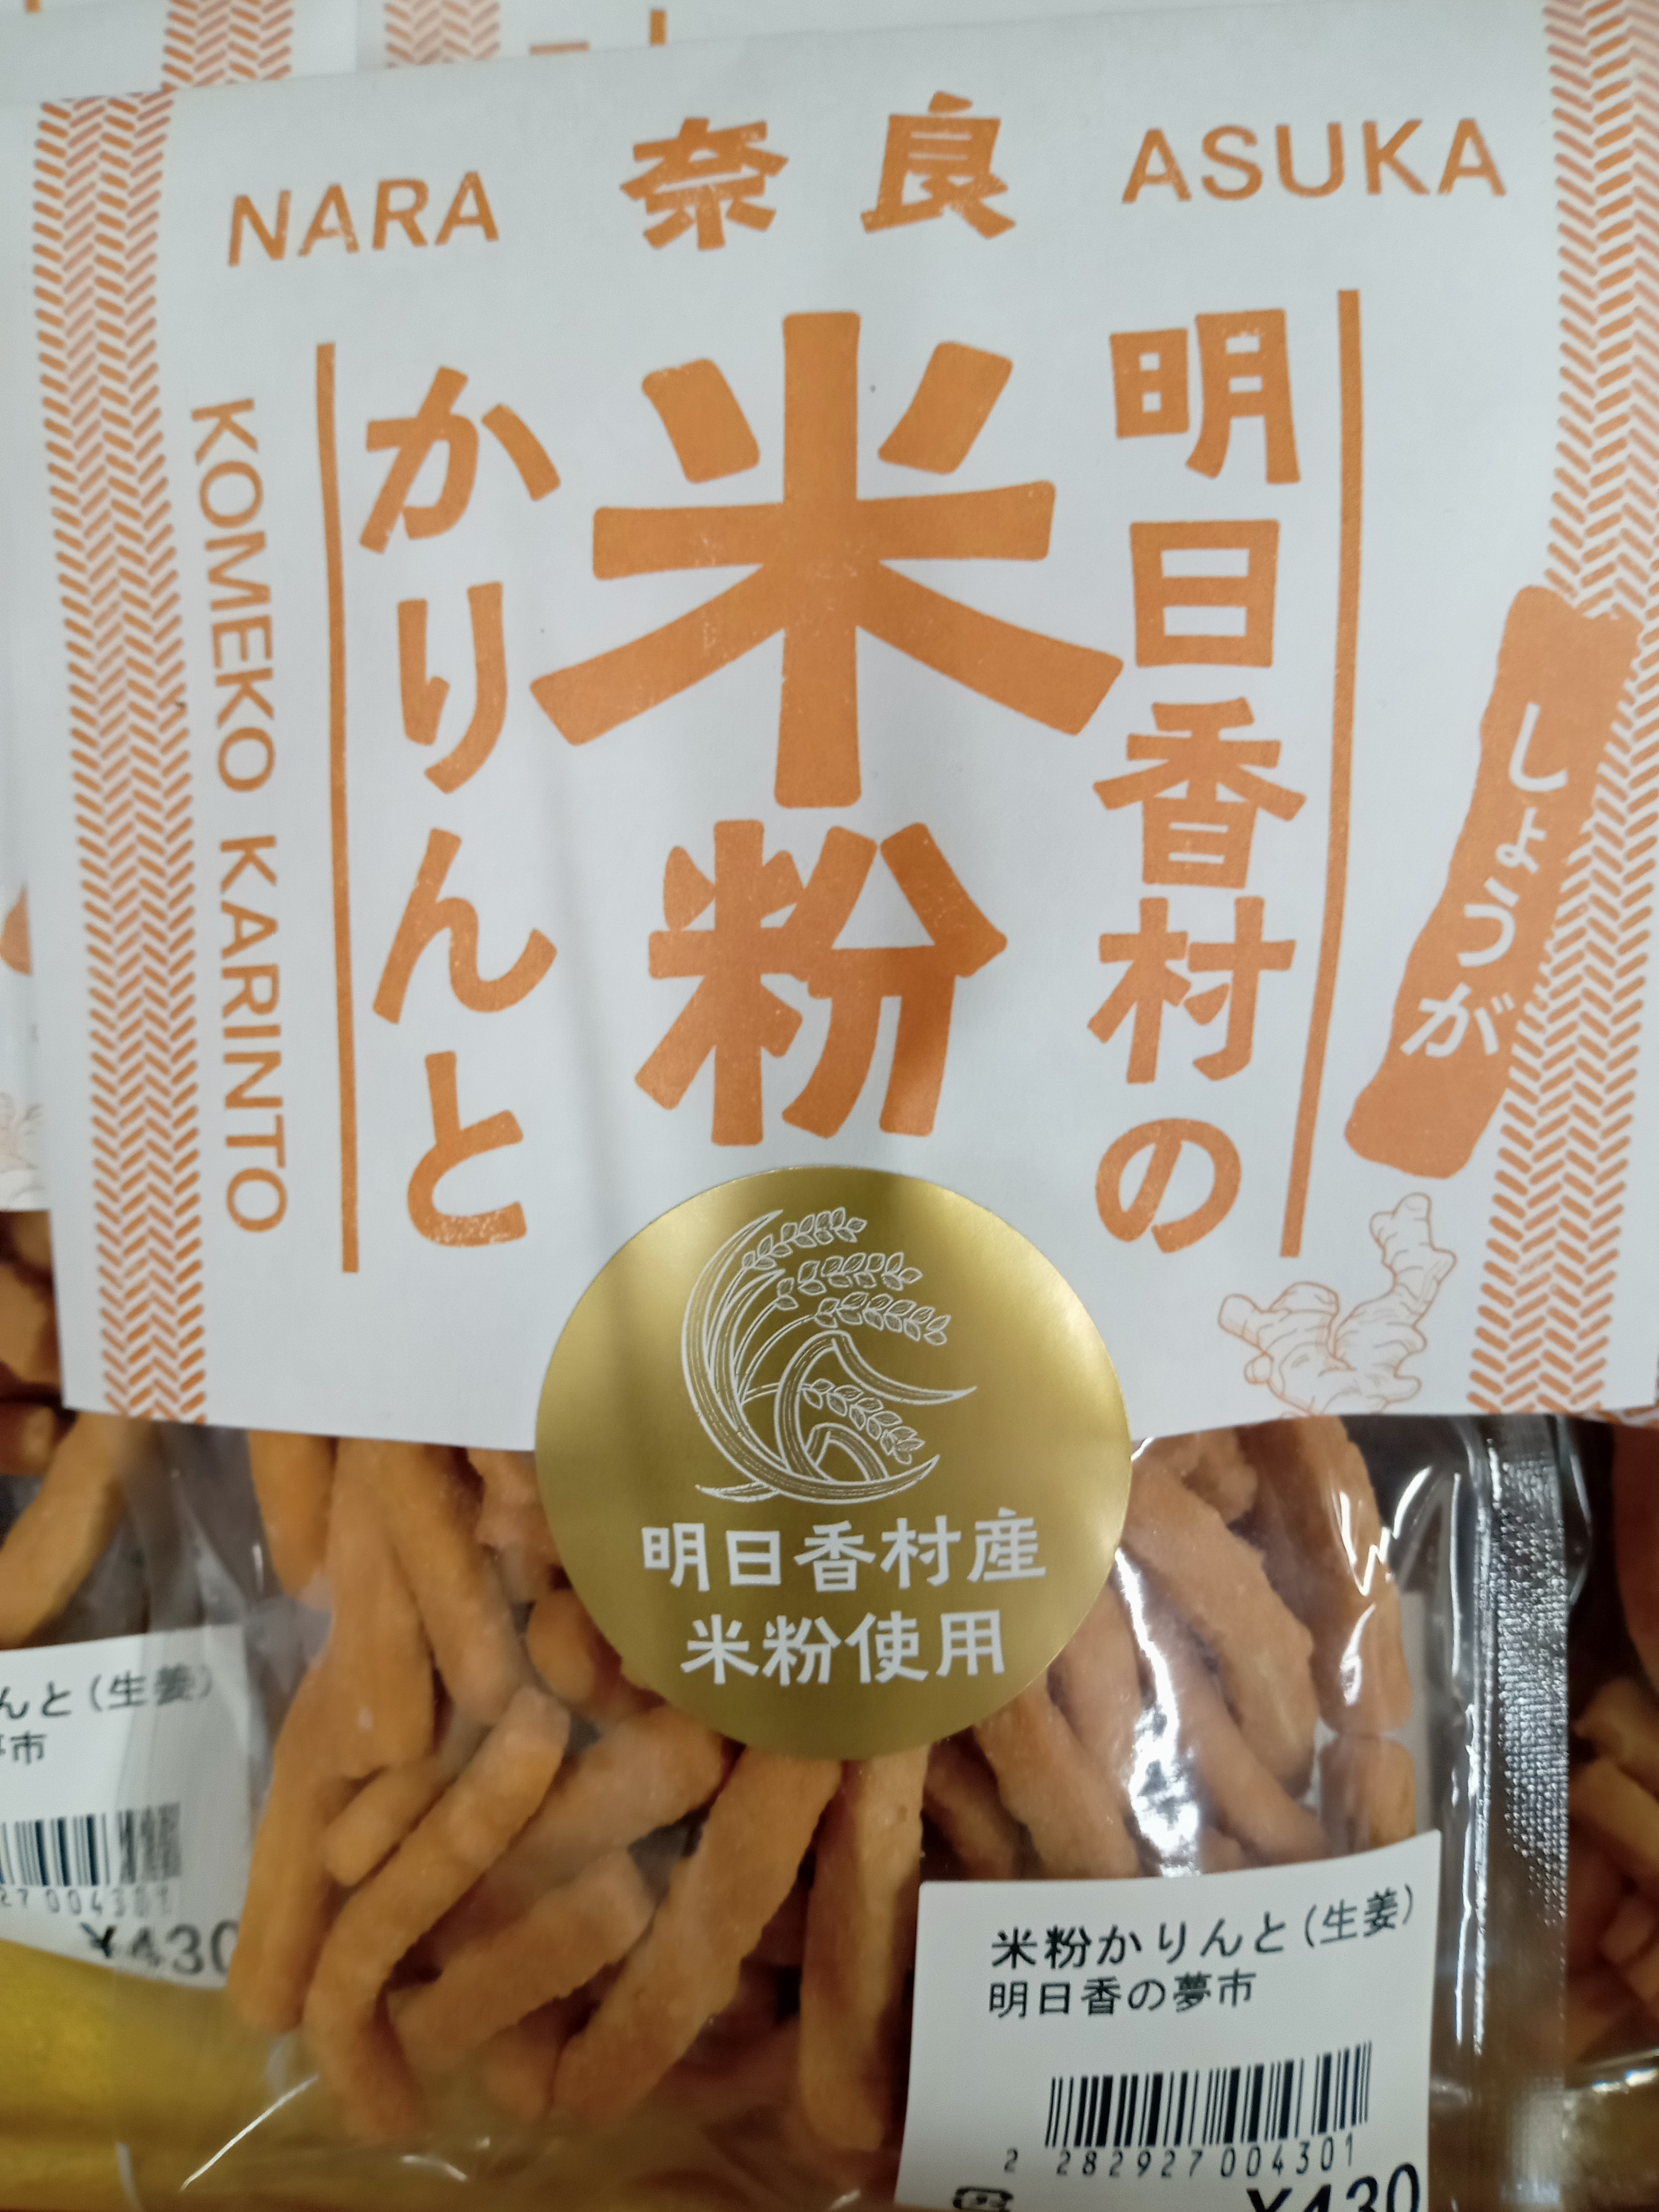 NARA 奈良 ASUKA
明日香村の
米粉
かりんと
KOMEKO KARINTO
しょうが
明日香村産
米粉使用
んと(生姜)
市
27004301
¥430
米粉かりんと(生姜)
明日香の夢市
2 282927 004301
¥430